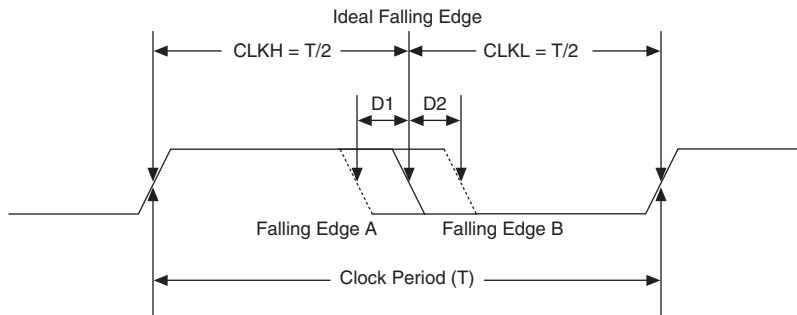 Ideal Falling Edge
CLKH = T/2
CLKL = T/2
D1
D2
Falling Edge A
Falling Edge B
Clock Period (T)